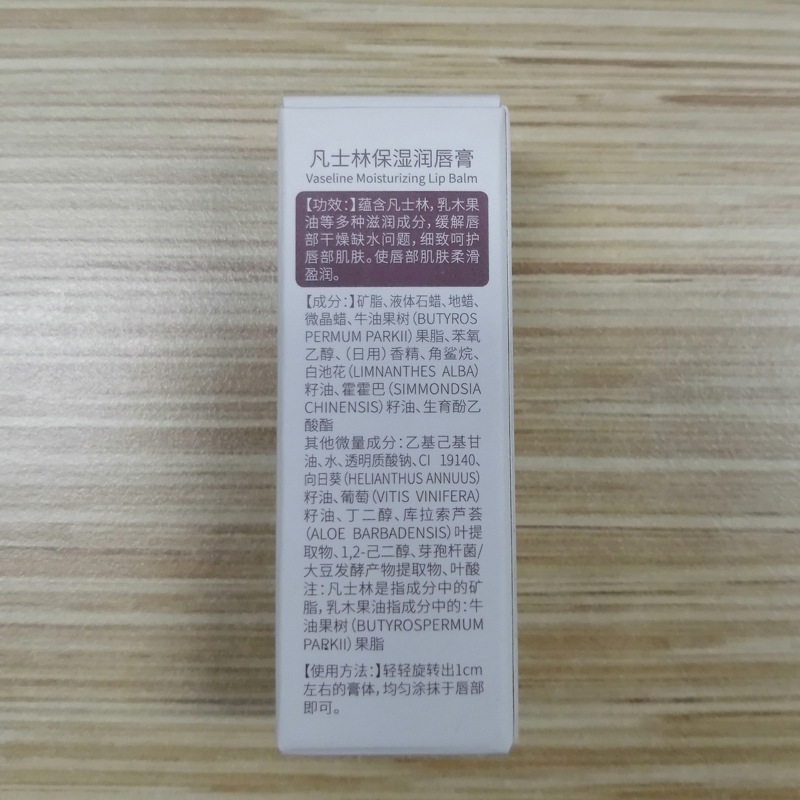 凡士林保湿润唇膏
Vaseline Moisturizing Lip Balm
【功效:】蕴含凡士林,乳木果
油等多种滋润成分,缓解唇
部干燥缺水问题,细致呵护
唇部肌肤。使唇部肌肤柔滑
盈润。
【成分:】矿脂、液体石蜡、地蜡、
微晶蜡、牛油果树(BUTYROS
PERMUM PARKII)果脂、苯氧
乙醇、(日用)香精、角鲨烷、
白池花(LIMNANTHES ALBA)
籽油、霍霍巴(SIMMONDSIA
CHINENSIS)籽油、生育酚乙
酸酯
其他微量成分:乙基己基甘
油、水、透明质酸钠、CI 19140、
向日葵(HELIANTHUS ANNUUS)
籽油、葡萄(VITIS VINIFERA)
籽油、丁二醇、库拉索芦荟
(ALOE BARBADENSIS)叶提
取物、1,2-己二醇、芽孢杆菌/
大豆发酵产物提取物、叶酸
注:凡士林是指成分中的矿
脂,乳木果油指成分中的:牛
油果树(BUTYROSPERMUM
PARKII)果脂
【使用方法:】轻轻旋转出1cm
左右的膏体,均匀涂抹于唇部
即可。